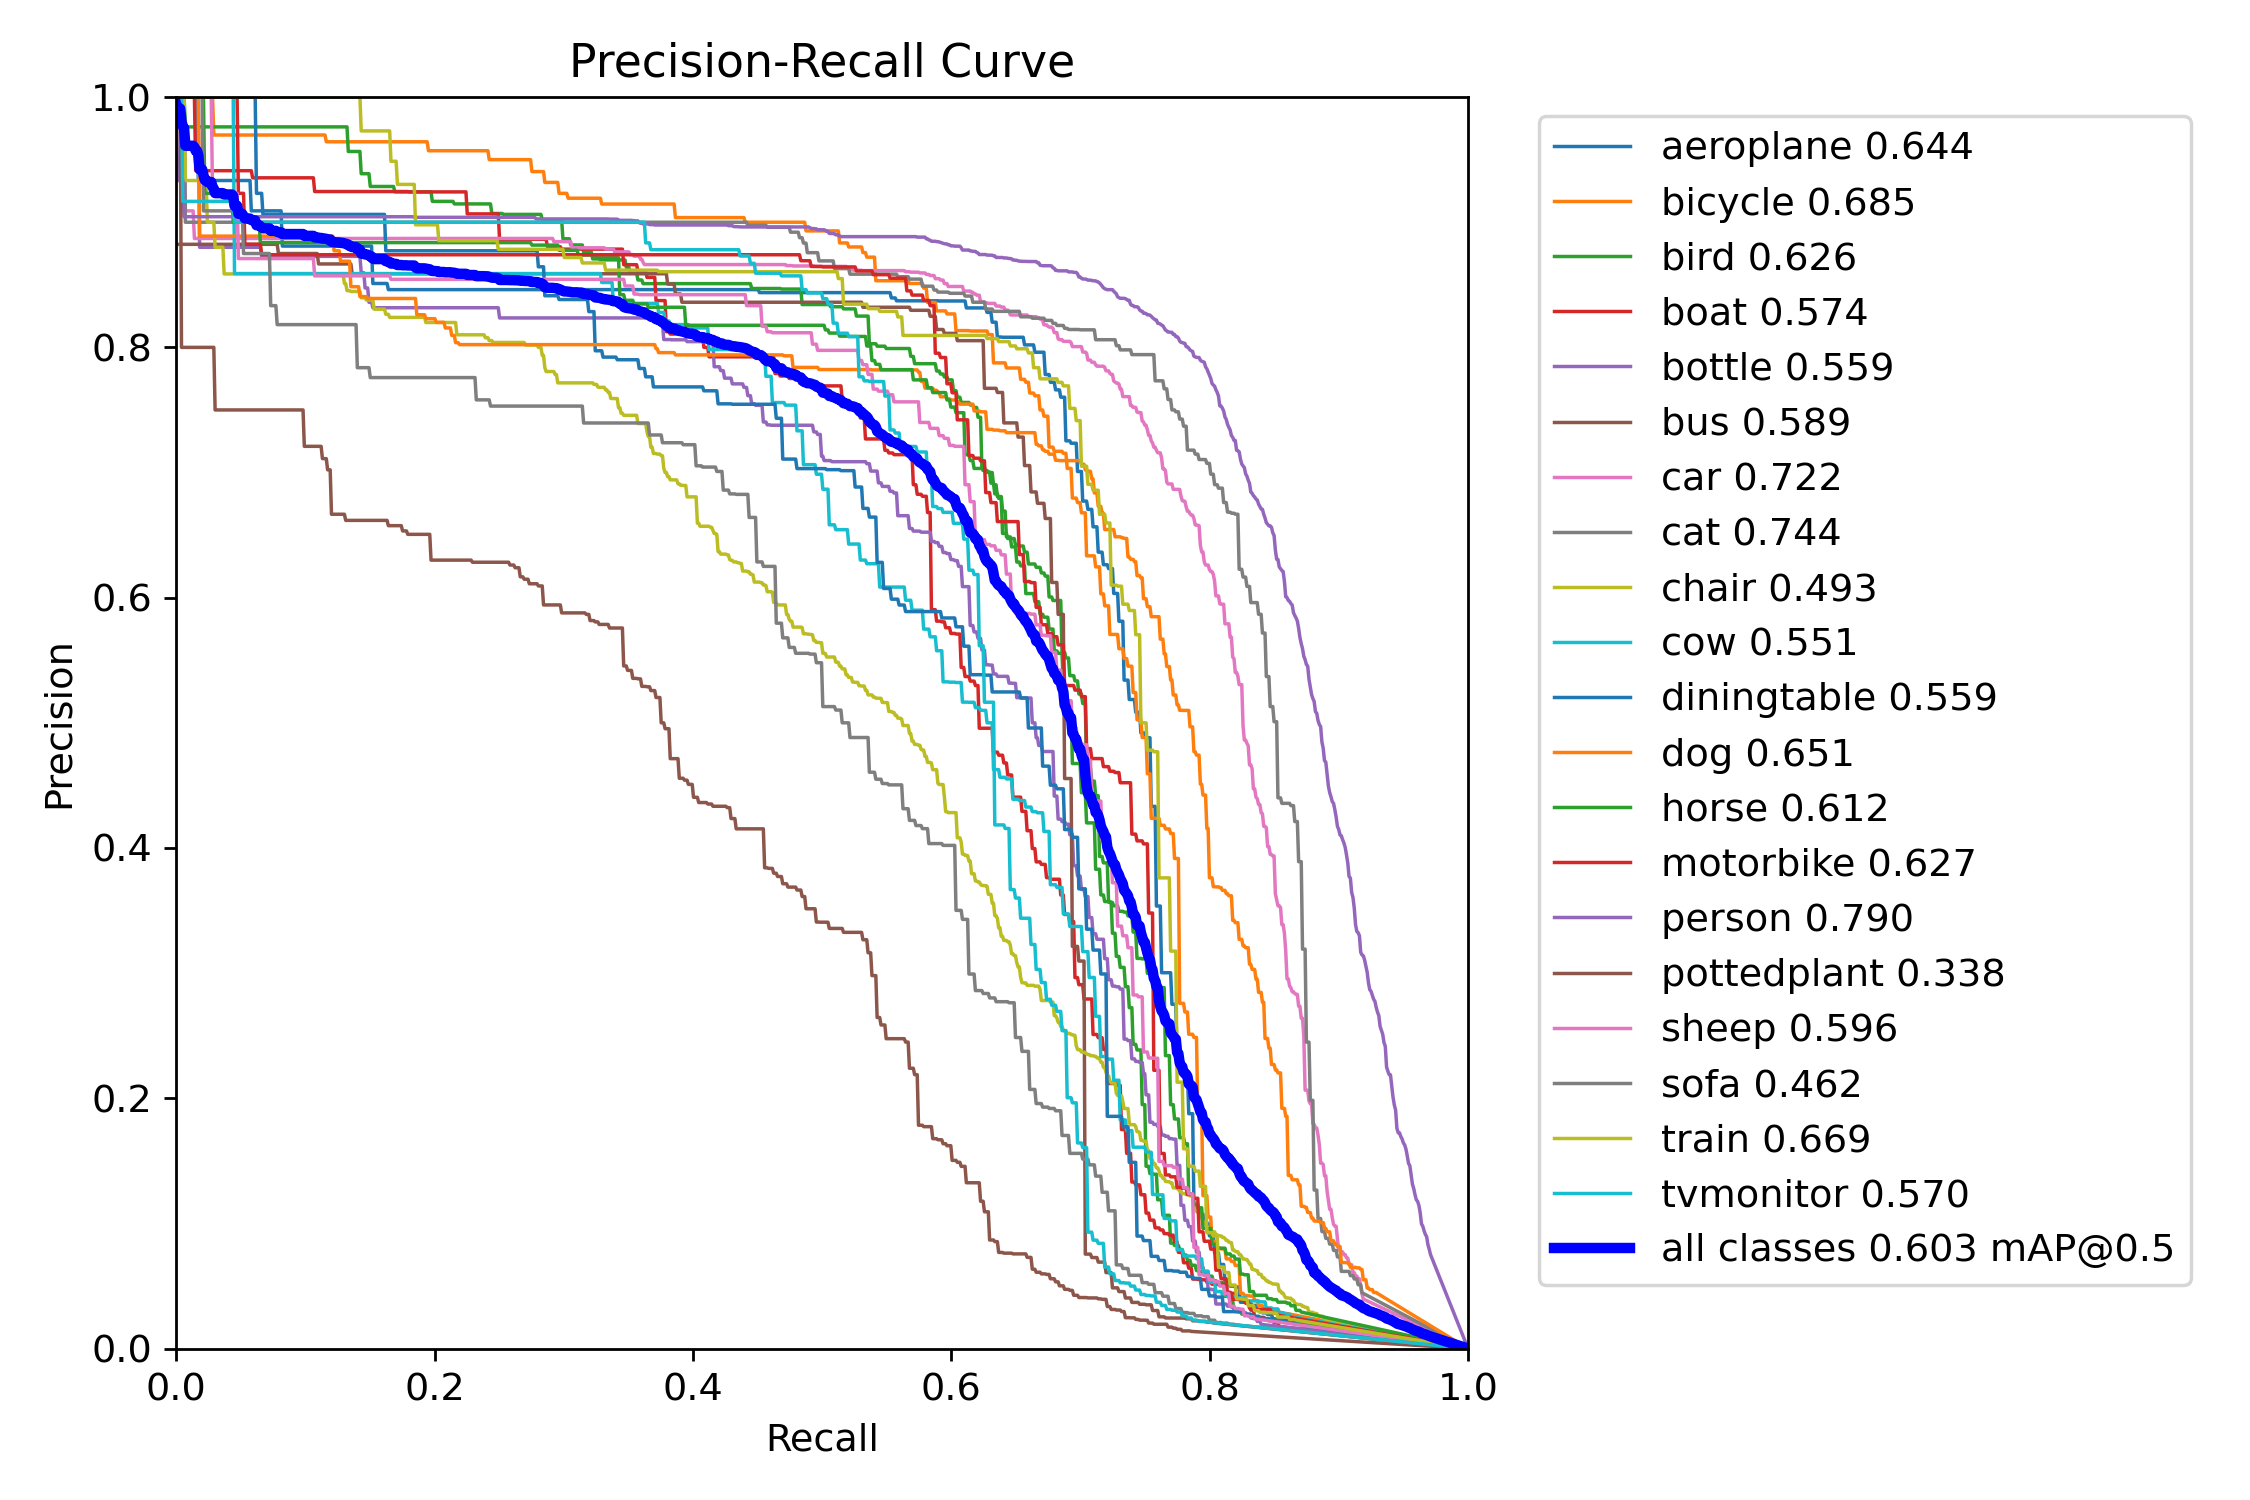 Precision-Recall Curve
1.0
0.8
0.6
0.4
0.2
0.0
Precision
0.0 0.2 0.4 0.6 0.8 1.0
Recall
aeroplane 0.644
bicycle 0.685
bird 0.626
boat 0.574
bottle 0.559
bus 0.589
car 0.722
cat 0.744
chair 0.493
cow 0.551
diningtable 0.559
dog 0.651
horse 0.612
motorbike 0.627
person 0.790
pottedplant 0.338
sheep 0.596
sofa 0.462
train 0.669
tvmonitor 0.570
all classes 0.603 mAP@0.5